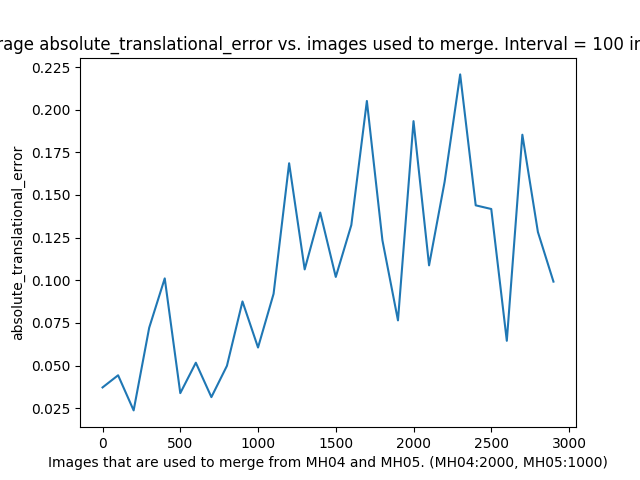 rage absolute_translational_error vs. images used to merge. Interval = 100 i
0.225
0.200
0.175
0.150
0.125
0.100
0.075
0.050
0.025
absolute_translational_error
0 500 1000 1500 2000 2500 3000
Images that are used to merge from MH04 and MH05. (MH04:2000, MH05:1000)